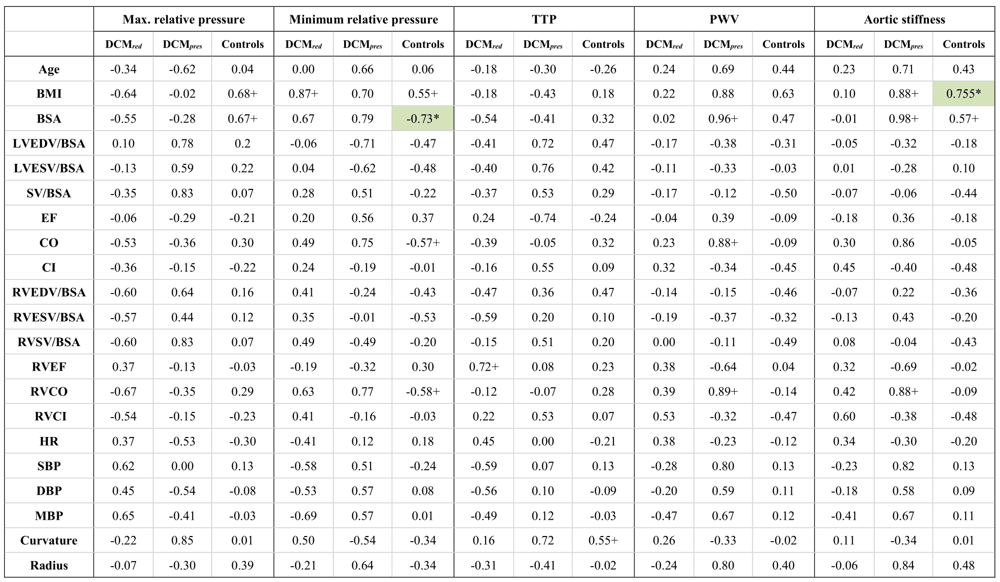 Max. relative pressure Minimum relative pressure TTP PWV Aortic stiffness
DCMred DCMpres Controls DCMred DCMpres Controls DCMred DCMpres Controls DCMred DCMpres Controls DCMred DCMpres Controls
Age -0.34 -0.62 0.04 0.00 0.66 0.06 -0.18 -0.30 -0.26 0.24 0.69 0.44 0.23 0.71 0.43
BMI -0.64 -0.02 0.68+ 0.87+ 0.70 0.55+ -0.18 -0.43 0.18 0.22 0.88 0.63 0.10 0.88+ 0.755*
BSA -0.55 -0.28 0.67+ 0.67 0.79 -0.73* -0.54 -0.41 0.32 0.02 0.96+ 0.47 -0.01 0.98+ 0.57+
LVEDV/BSA 0.10 0.78 0.2 -0.06 -0.71 -0.47 -0.41 0.72 0.47 -0.17 -0.38 -0.31 -0.05 -0.32 -0.18
LVESV/BSA -0.13 0.59 0.22 0.04 -0.62 -0.48 -0.40 0.76 0.42 -0.11 -0.33 -0.03 0.01 -0.28 0.10
SV/BSA -0.35 0.83 0.07 0.28 0.51 -0.22 -0.37 0.53 0.29 -0.17 -0.12 -0.50 -0.07 -0.06 -0.44
EF -0.06 -0.29 -0.21 0.20 0.56 0.37 0.24 -0.74 -0.24 -0.04 0.39 -0.09 -0.18 0.36 -0.18
CO -0.53 -0.36 0.30 0.49 0.75 -0.57+ -0.39 -0.05 0.32 0.23 0.88+ -0.09 0.30 0.86 -0.05
CI -0.36 -0.15 -0.22 0.24 -0.19 -0.01 -0.16 0.55 0.09 0.32 -0.34 -0.45 0.45 -0.40 -0.48
RVEDV/BSA -0.60 0.64 0.16 0.41 -0.24 -0.43 -0.47 0.36 0.47 -0.14 -0.15 -0.46 -0.07 0.22 -0.36
RVESV/BSA -0.57 0.44 0.12 0.35 -0.01 -0.53 -0.59 0.20 0.10 -0.19 -0.37 -0.32 -0.13 0.43 -0.20
RVSV/BSA -0.60 0.83 0.07 0.49 -0.49 -0.20 -0.15 0.51 0.20 0.00 -0.11 -0.49 0.08 -0.04 -0.43
RVEF 0.37 -0.13 -0.03 -0.19 -0.32 0.30 0.72+ 0.08 0.23 0.38 -0.64 0.04 0.32 -0.69 -0.02
RVCO -0.67 -0.35 0.29 0.63 0.77 -0.58+ -0.12 -0.07 0.28 0.39 0.89+ -0.14 0.42 0.88+ -0.09
RVCI -0.54 -0.15 -0.23 0.41 -0.16 -0.03 0.22 0.53 0.07 0.53 -0.32 -0.47 0.60 -0.38 -0.48
HR 0.37 -0.53 -0.30 -0.41 0.12 0.18 0.45 0.00 -0.21 0.38 -0.23 -0.12 0.34 -0.30 -0.20
SBP 0.62 0.00 0.13 -0.58 0.51 -0.24 -0.59 0.07 0.13 -0.28 0.80 0.13 -0.23 0.82 0.13
DBP 0.45 -0.54 -0.08 -0.53 0.57 0.08 -0.56 0.10 -0.09 -0.20 0.59 0.11 -0.18 0.58 0.09
MBP 0.65 -0.41 -0.03 -0.69 0.57 0.01 -0.49 0.12 -0.03 -0.47 0.67 0.12 -0.41 0.67 0.11
Curvature -0.22 0.85 0.01 0.50 -0.54 -0.34 0.16 0.72 0.55+ 0.26 -0.33 -0.02 0.11 -0.34 0.01
Radius -0.07 -0.30 0.39 -0.21 0.64 -0.34 -0.31 -0.41 -0.02 -0.24 0.80 0.40 -0.06 0.84 0.48